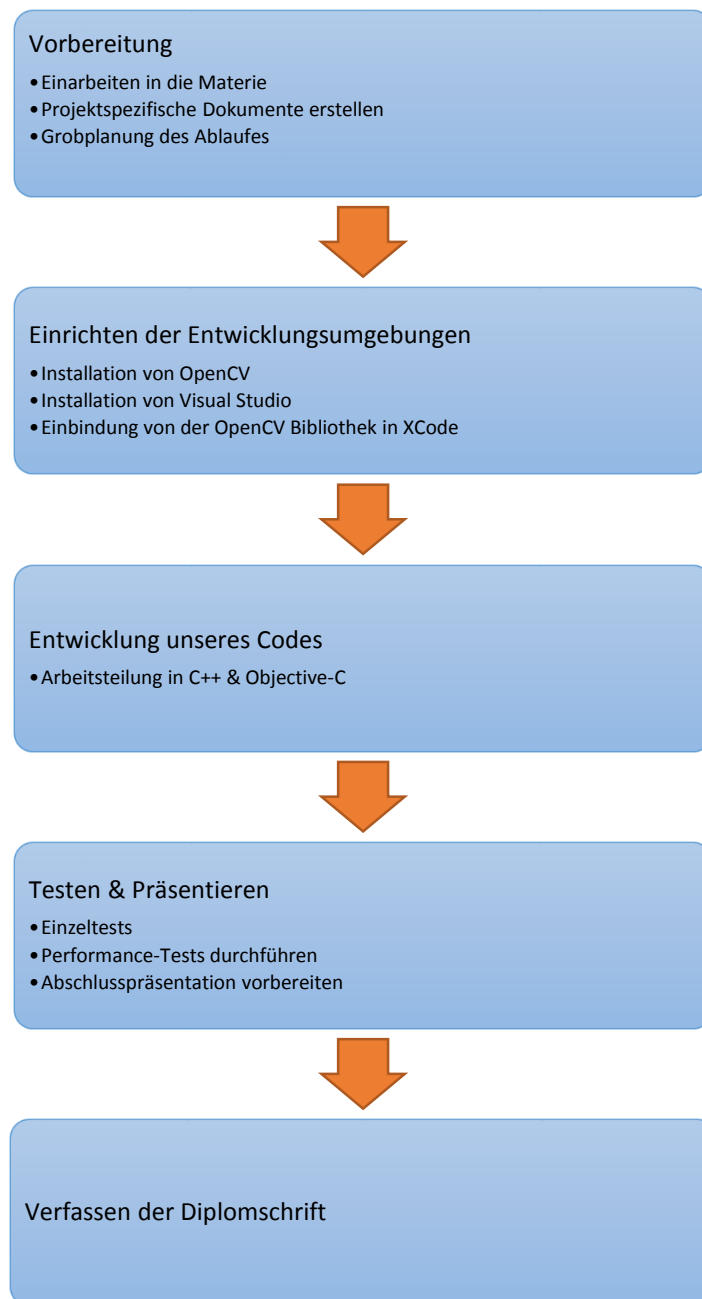 Vorbereitung
•Einarbeiten in die Materie
•Projektspezifische Dokumente erstellen
•Grobplanung des Ablaufes
Einrichten der Entwicklungsumgebungen
•Installation von OpenCV
•Installation von Visual Studio
•Einbindung von der OpenCV Bibliothek in XCode
Entwicklung unseres Codes
•Arbeitsteilung in C++ & Objective-C
Testen & Präsentieren
•Einzeltests
•Performance-Tests durchführen
•Abschlusspräsentation vorbereiten
Verfassen der Diplomschrift